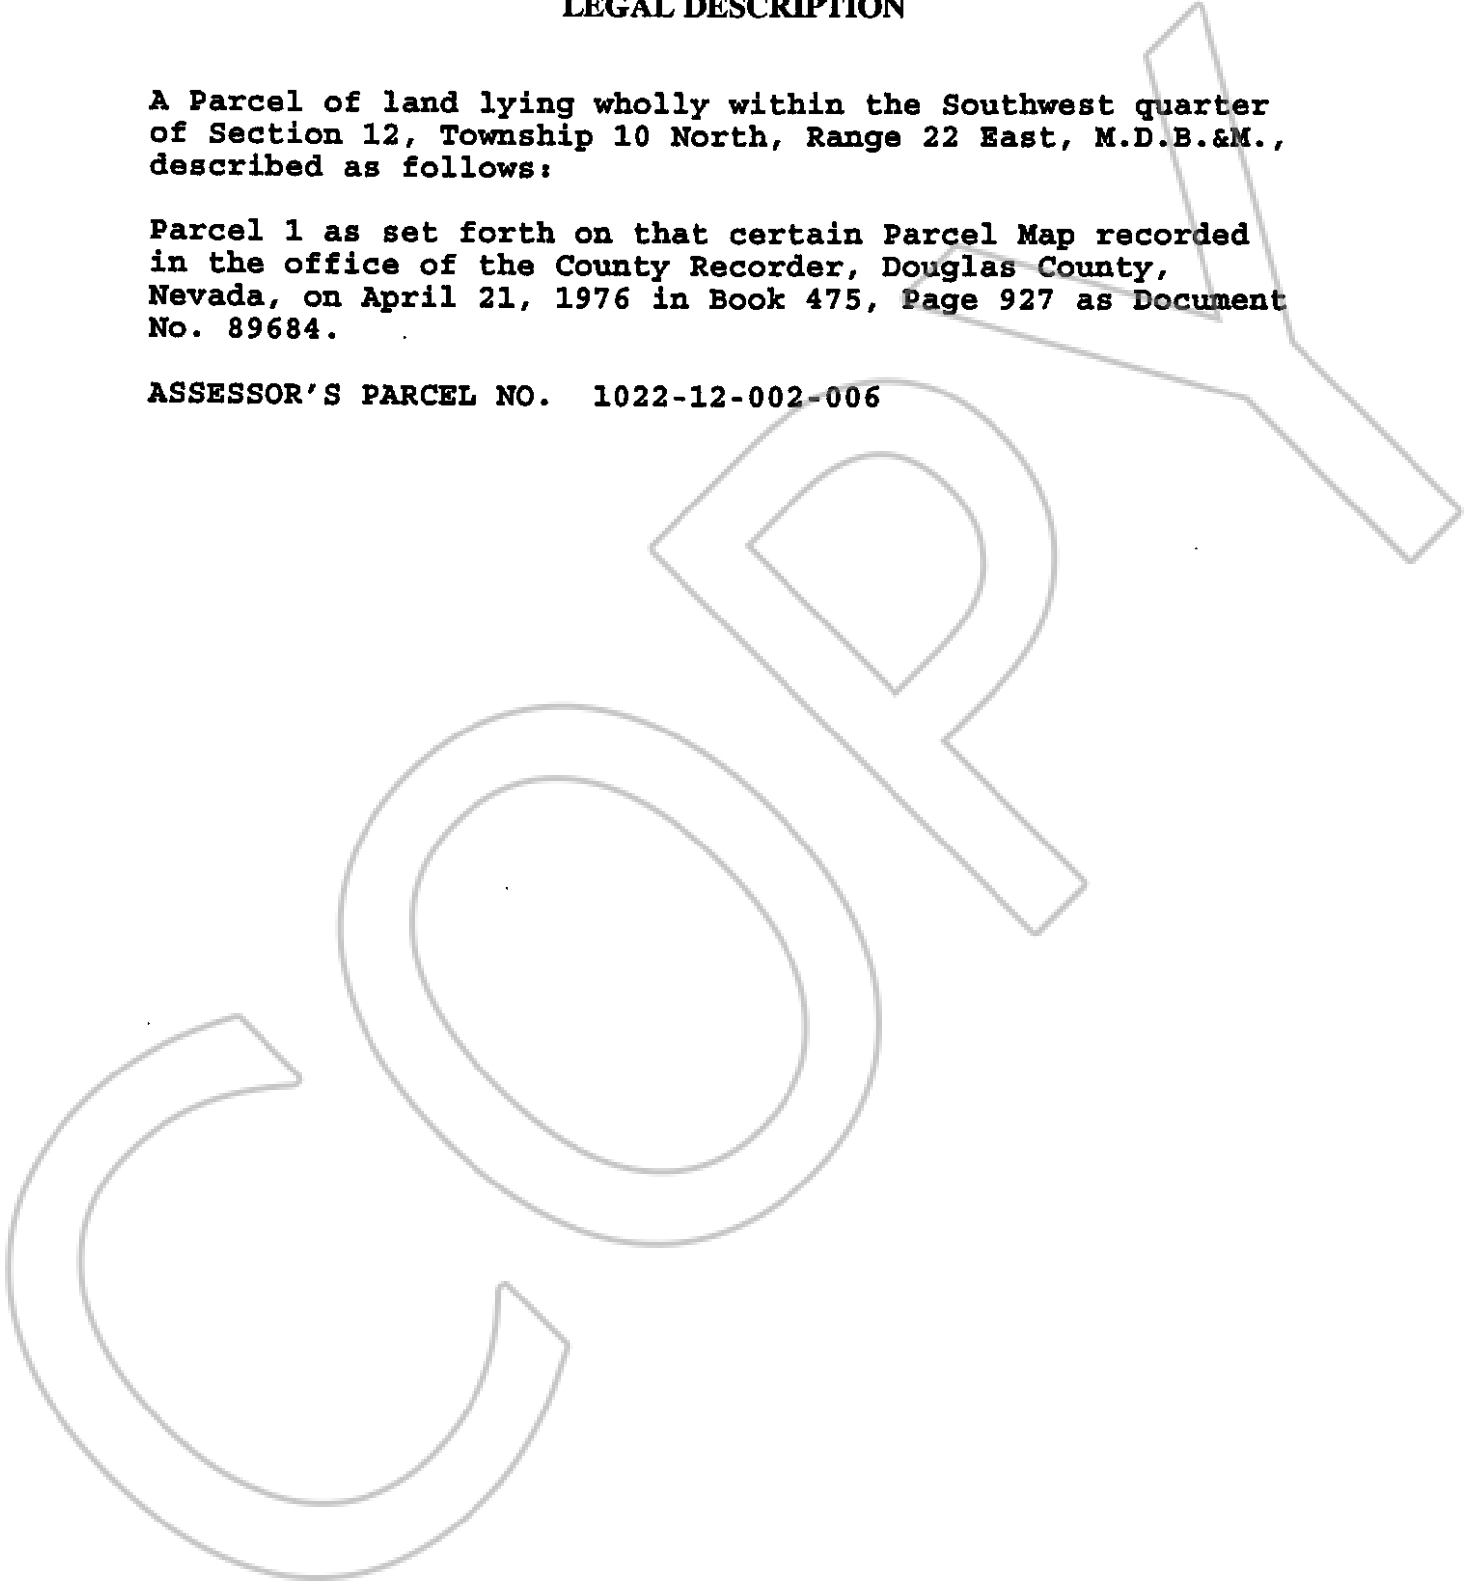 LEGAL DESCRIPTION
A Parcel of land lying wholly within the Southwest quarter
of Section 12, Township 10 North, Range 22 East, M.D.B.&M.,
described as follows:
Parcel 1 as set forth on that certain Parcel Map recorded
in the office of the County Recorder, Douglas County,
Nevada, on April 21, 1976 in Book 475, Page 927 as Document
No. 89684.
ASSESSOR'S PARCEL NO. 1022-12-002-006
COPY